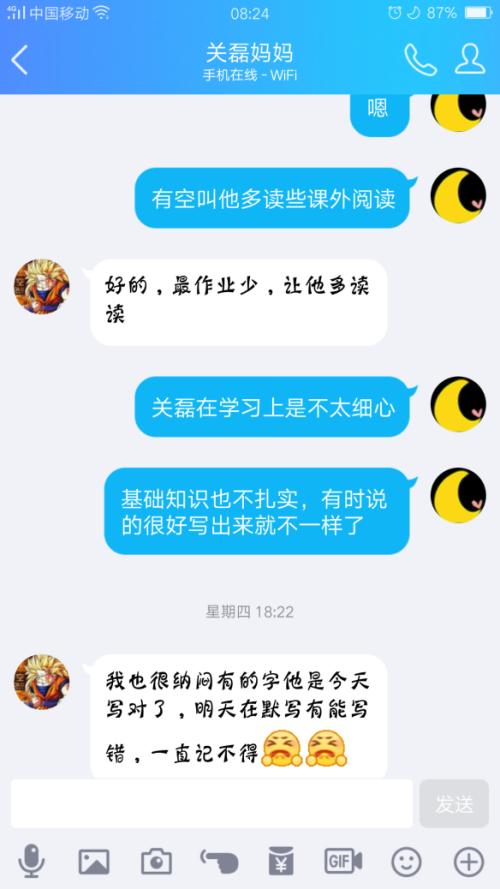 4G 中国移动 08:24 87%
关磊妈妈
手机在线 - WiFi
嗯
有空叫他多读些课外阅读
好的，最作业少，让他多读
读
关磊在学习上是不太细心
基础知识也不扎实，有时说
的很好写出来就不一样了
星期四 18:22
我也很纳闷有的字他是今天
写对了，明天在默写有能写
错，一直记不得
发送
GIF